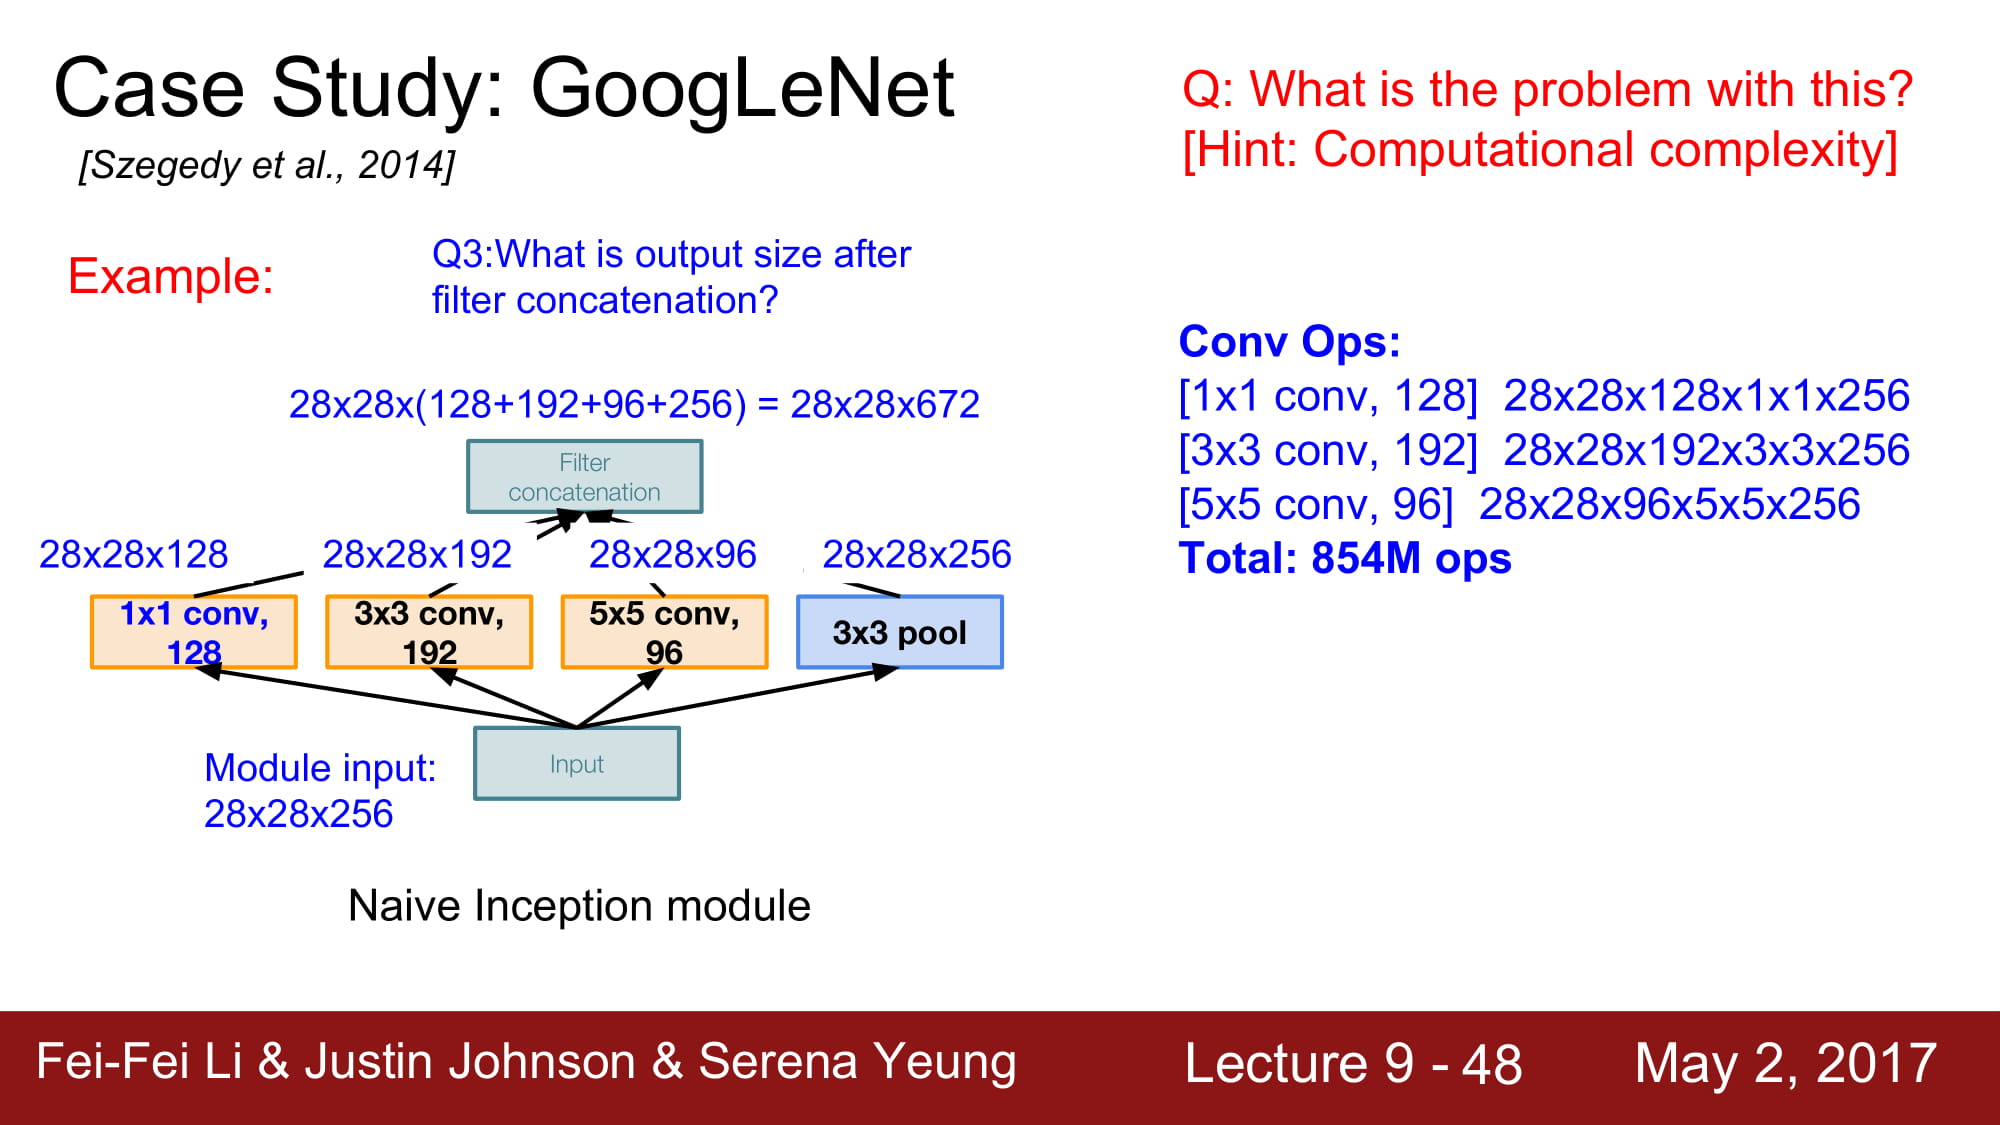 Case Study: GoogLeNet
[Szegedy et al., 2014]
Q: What is the problem with this?
[Hint: Computational complexity]
Example:
Q3:What is output size after
filter concatenation?
28x28x(128+192+96+256) = 28x28x672
Filter
concatenation
28x28x128
28x28x192
28x28x96
28x28x256
1x1 conv,
128
3x3 conv,
192
5x5 conv,
96
3x3 pool
Module input:
28x28x256
Input
Naive Inception module
Conv Ops:
[1x1 conv, 128] 28x28x128x1x1x256
[3x3 conv, 192] 28x28x192x3x3x256
[5x5 conv, 96] 28x28x96x5x5x256
Total: 854M ops
Fei-Fei Li & Justin Johnson & Serena Yeung
Lecture 9 - 48
May 2, 2017